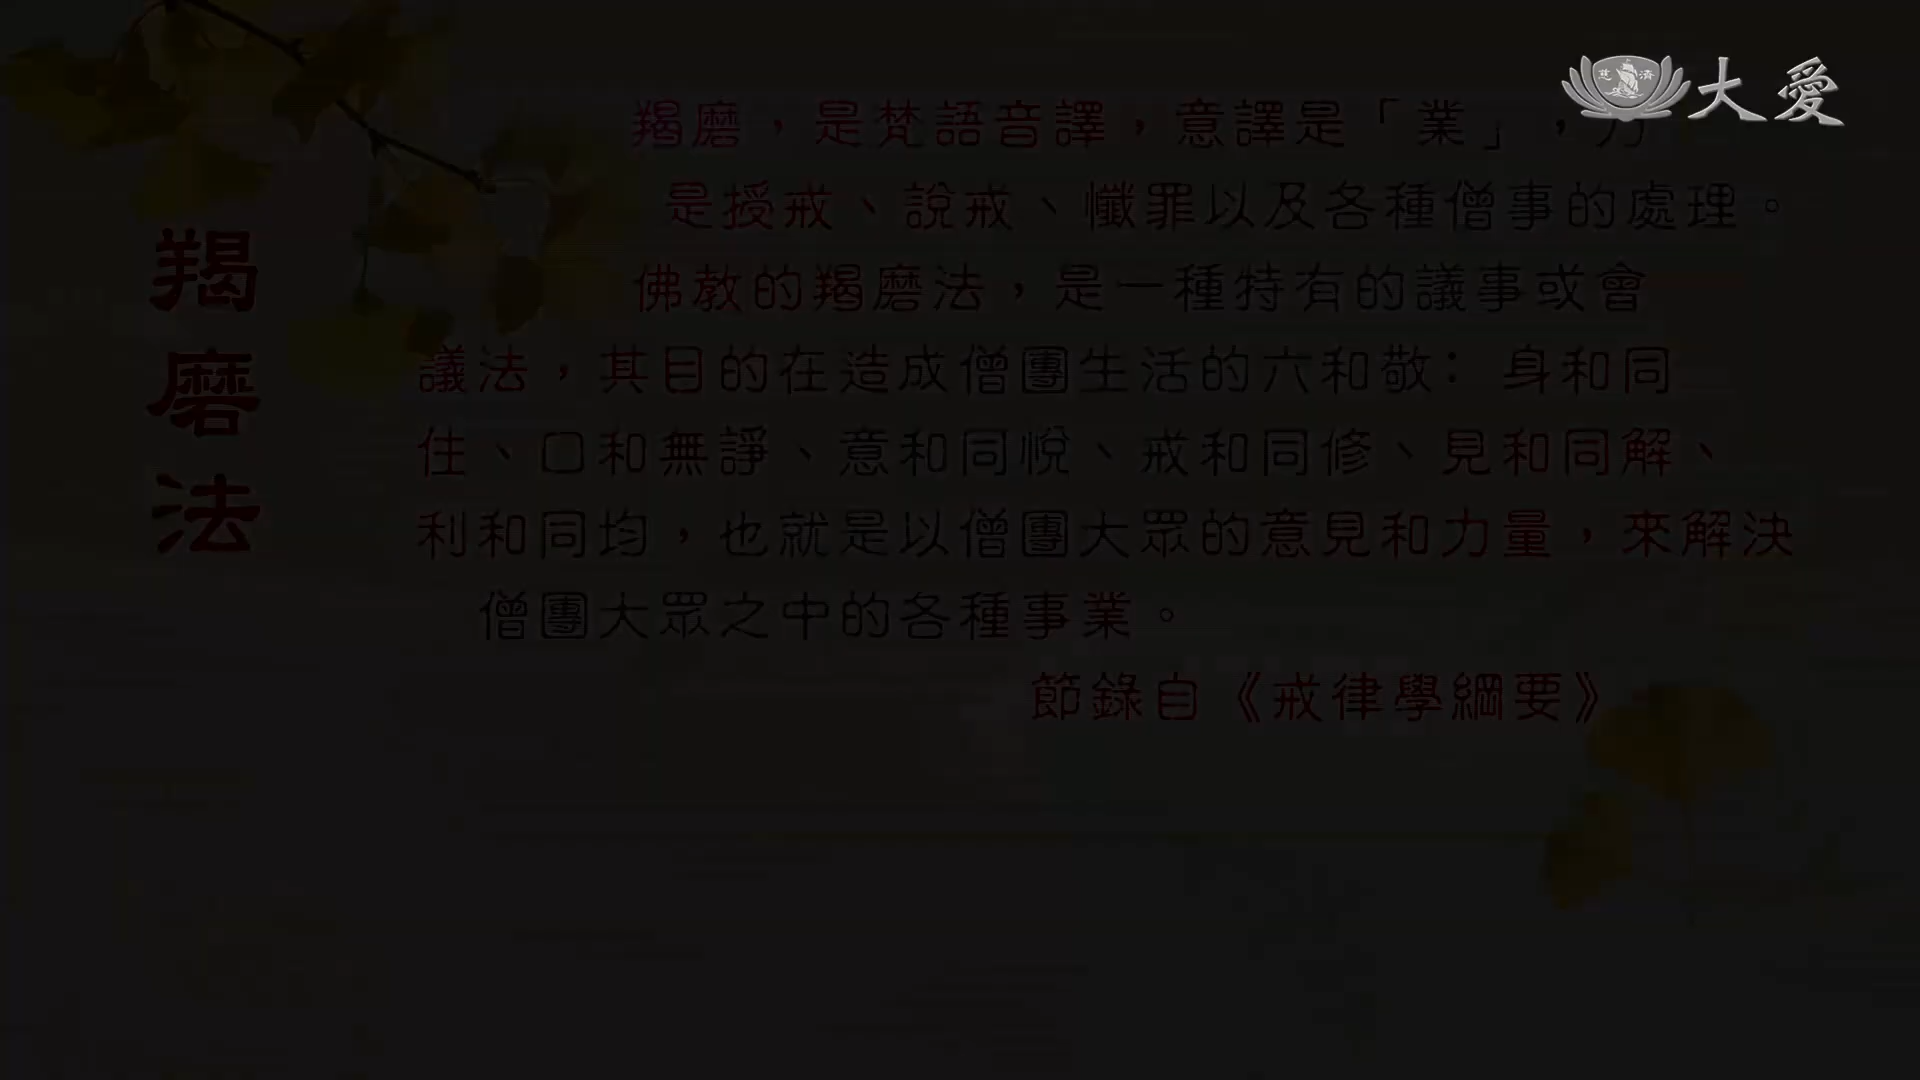 慈濟
大愛
羯磨法
羯磨，是梵語音譯，意譯是「業」，乃
是授戒、說戒、懺罪以及各種僧事的處理。
佛教的羯磨法，是一種特有的議事或會
議法，其目的在造成僧團生活的六和敬：身和同
住、口和無諍、意和同悅、戒和同修、見和同解、
利和同均，也就是以僧團大眾的意見和力量，來解決
僧團大眾之中的各種事業。
節錄自《戒律學綱要》